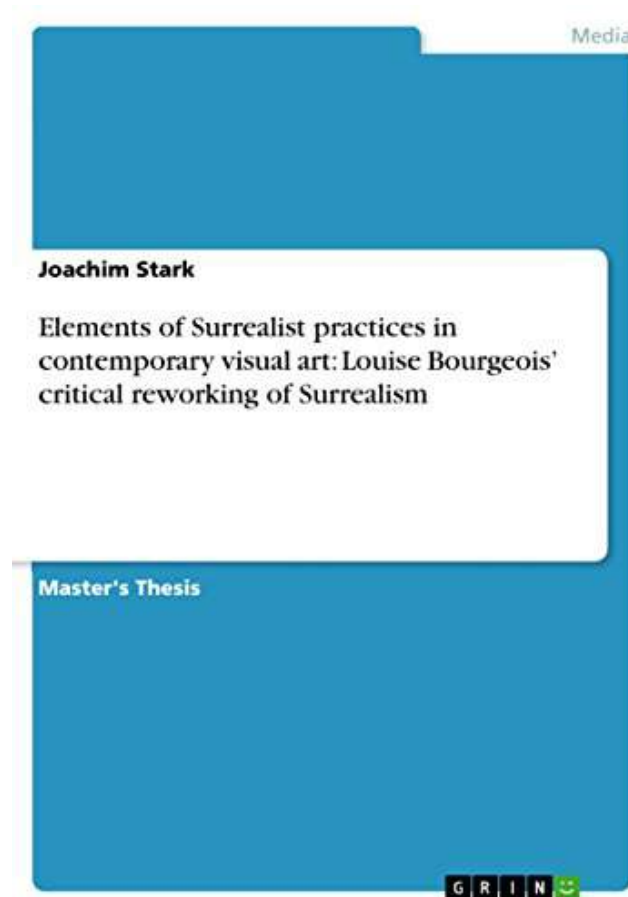 Media
Joachim Stark
Elements of Surrealist practices in
contemporary visual art: Louise Bourgeois'
critical reworking of Surrealism
Master's Thesis
GRIN